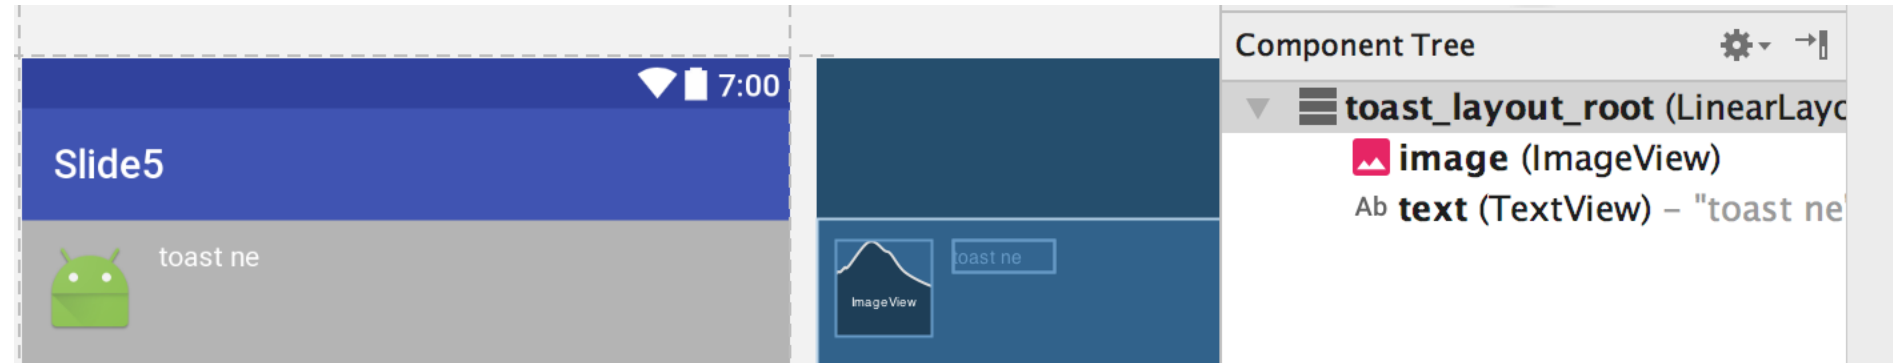 7:00
Slide5
toast ne
toast ne
ImageView
Component Tree
toast_layout_root (LinearLayo
image (ImageView)
Ab text (TextView) – "toast ne"